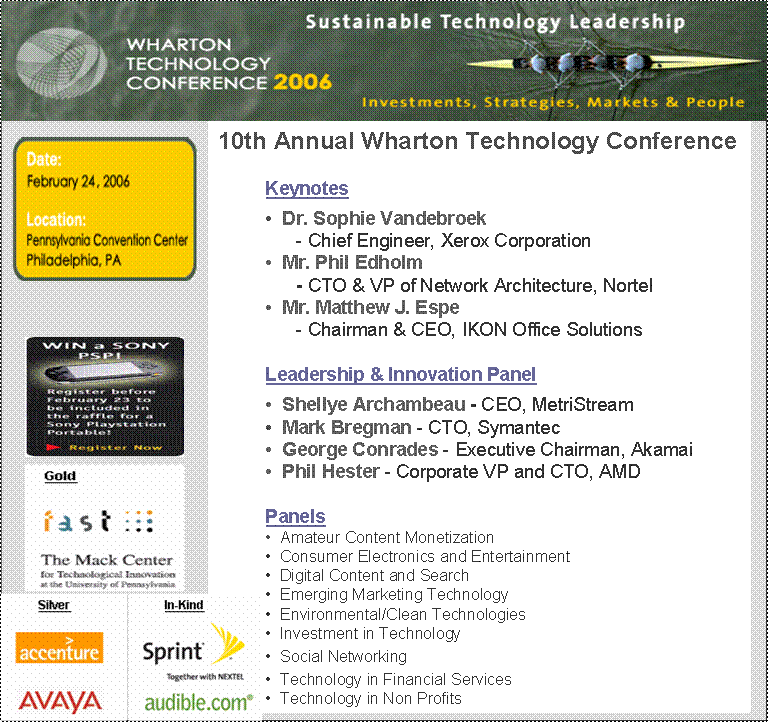 Sustainable Technology Leadership
WHARTON
TECHNOLOGY
CONFERENCE 2006
Investments, Strategies, Markets & People
10th Annual Wharton Technology Conference
Date:
February 24, 2006
Location:
Pennsylvania Convention Center
Philadelphia, PA
Keynotes
• Dr. Sophie Vandebroek
- Chief Engineer, Xerox Corporation
• Mr. Phil Edholm
- CTO & VP of Network Architecture, Nortel
• Mr. Matthew J. Espe
- Chairman & CEO, IKON Office Solutions
WIN a SONY
PSP!
Register before
February 23 to
be included in
the raffle for a
Sony Playstation
Portable!
Register Now
Leadership & Innovation Panel
• Shellye Archambeau - CEO, MetriStream
• Mark Bregman - CTO, Symantec
• George Conrades - Executive Chairman, Akamai
• Phil Hester - Corporate VP and CTO, AMD
Gold
fast
The Mack Center
for Technological Innovation
at the University of Pennsylvania
Silver
accenture
AVAYA
In-Kind
Sprint
Together with NEXTEL
audible.com®
Panels
• Amateur Content Monetization
• Consumer Electronics and Entertainment
• Digital Content and Search
• Emerging Marketing Technology
• Environmental/Clean Technologies
• Investment in Technology
• Social Networking
• Technology in Financial Services
• Technology in Non Profits